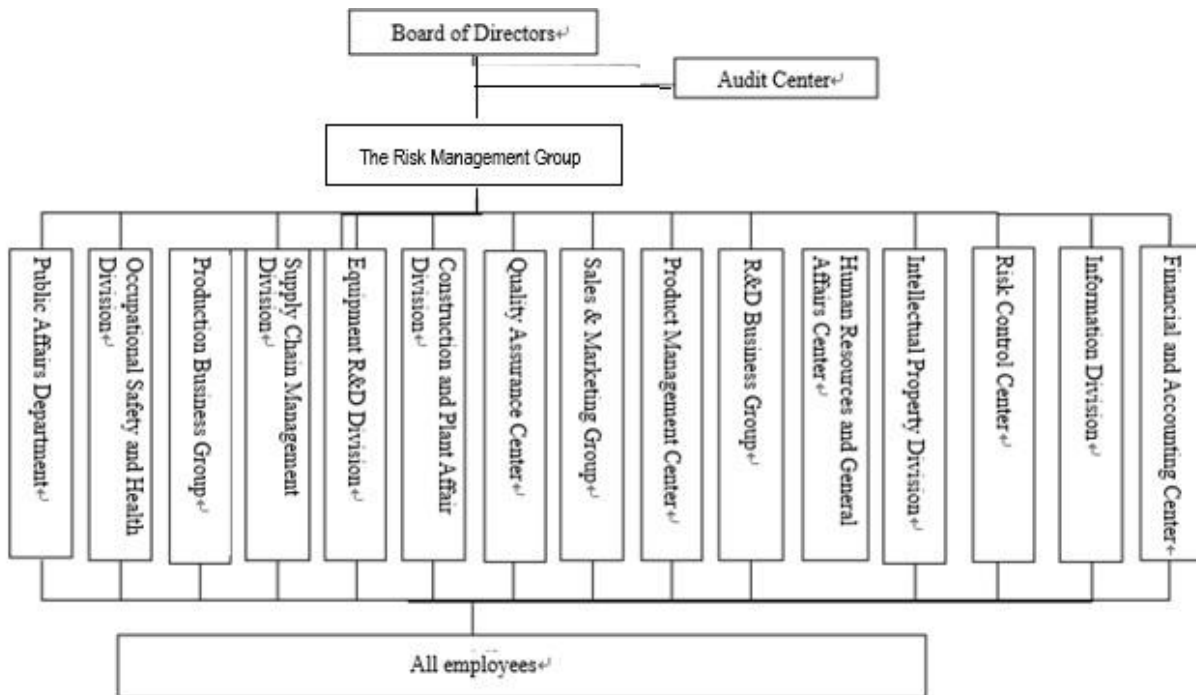 Board of Directors↵
Audit Center↵
The Risk Management Group
Public Affairs Department↵
Occupational Safety and Health
Division↵
Production Business Group↵
Supply Chain Management
Division↵
Equipment R&D Division↵
Construction and Plant Affair
Division↵
Quality Assurance Center↵
Sales & Marketing Group↵
Product Management Center↵
R&D Business Group↵
Human Resources and General
Affairs Center↵
Intellectual Property Division↵
Risk Control Center↵
Information Division↵
Financial and Accounting Center↵
All employees↵